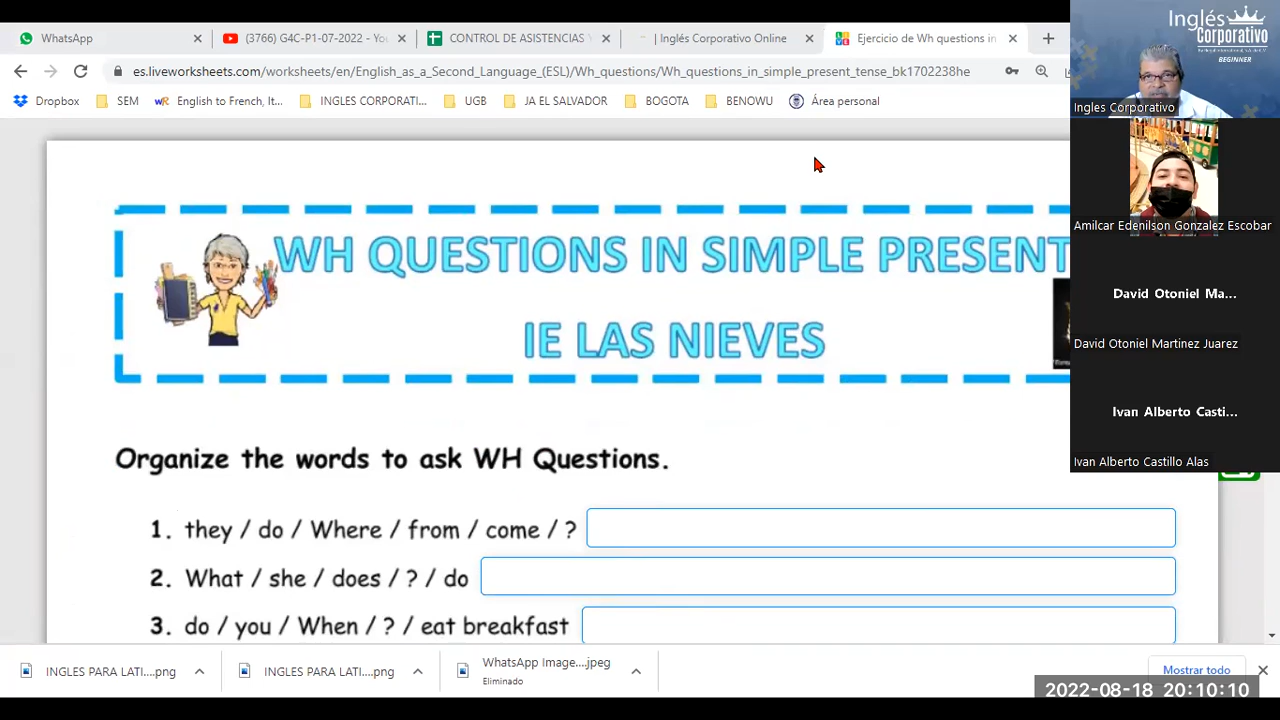 WhatsApp
(3766) G4C-P1-07-2022 - Yo
CONTROL DE ASISTENCIAS Y
| Inglés Corporativo Online
Ejercicio de Wh questions in
es.liveworksheets.com/worksheets/en/English_as_a_Second_Language_(ESL)/Wh_questions/Wh_questions_in_simple_present_tense_bk1702238he
Dropbox
SEM
English to French, It...
INGLES CORPORATI...
UGB
JA EL SALVADOR
BOGOTA
BENOWU
Área personal
Inglés
Corporativo
BEGINNER
Ingles Corporativo
Amilcar Edenilson Gonzalez Escobar
David Otoniel Ma...
David Otoniel Martinez Juarez
Ivan Alberto Casti...
Ivan Alberto Castillo Alas
WH QUESTIONS IN SIMPLE PRESENT
IE LAS NIEVES
Organize the words to ask WH Questions.
1. they / do / Where / from / come / ?
2. What / she / does / ? / do
3. do / you / When / ? / eat breakfast
INGLES PARA LATI....png
INGLES PARA LATI....png
WhatsApp Image....jpeg
Eliminado
Mostrar todo
2022-08-18 20:10:10